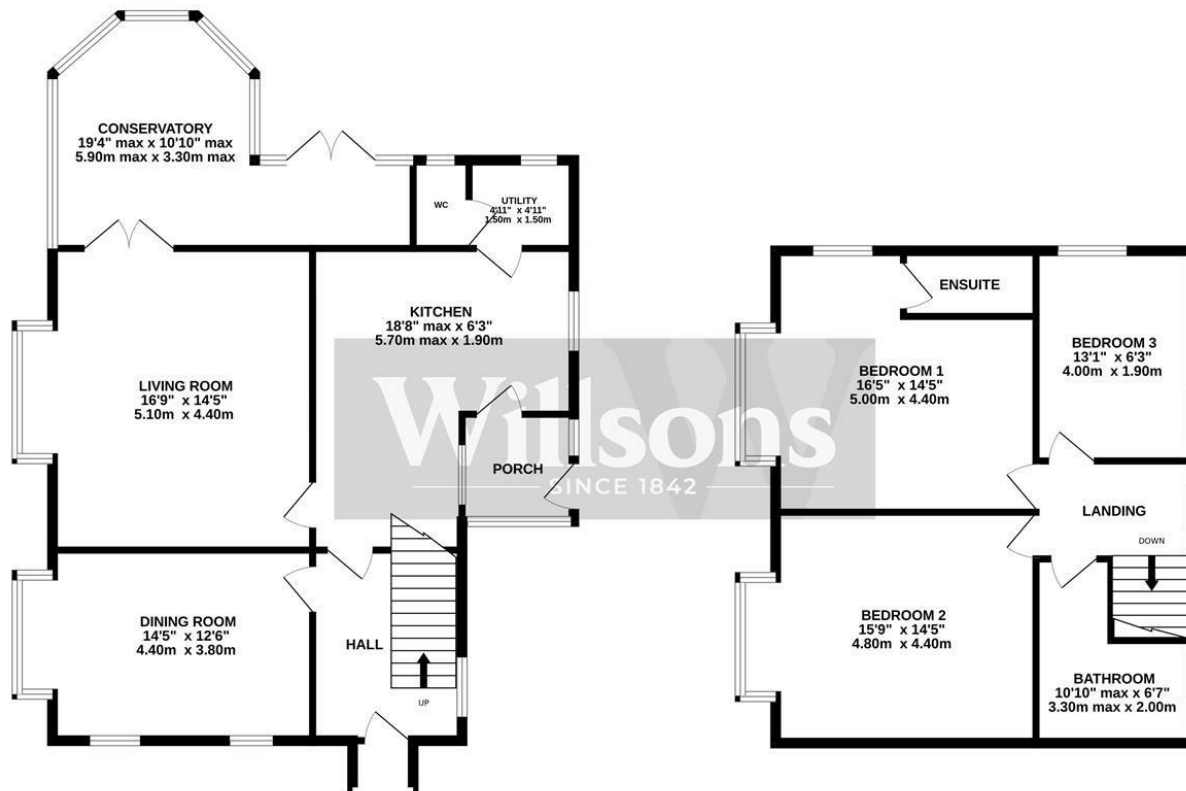 CONSERVATORY
19'4" max x 10'10" max
5.90m max x 3.30m max
WC
UTILITY
4'11" x 4'11"
1.50m x 1.50m
KITCHEN
18'8" max x 6'3"
5.70m max x 1.90m
LIVING ROOM
16'9" x 14'5"
5.10m x 4.40m
PORCH
DINING ROOM
14'5" x 12'6"
4.40m x 3.80m
HALL
UP
Willsons
SINCE 1842
ENSUITE
BEDROOM 1
16'5" x 14'5"
5.00m x 4.40m
BEDROOM 3
13'1" x 6'3"
4.00m x 1.90m
LANDING
DOWN
BEDROOM 2
15'9" x 14'5"
4.80m x 4.40m
BATHROOM
10'10" max x 6'7"
3.30m max x 2.00m